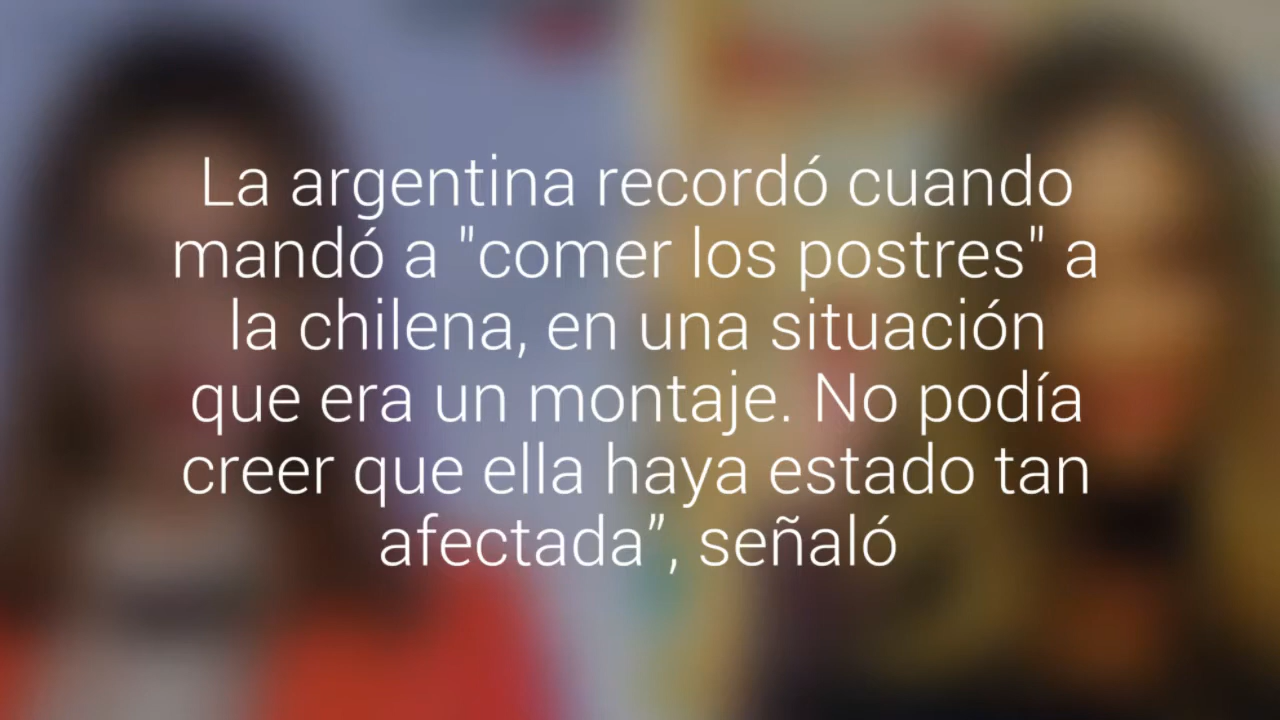 La argentina recordó cuando
mandó a "comer los postres" a
la chilena, en una situación
que era un montaje. No podía
creer que ella haya estado tan
afectada”, señaló